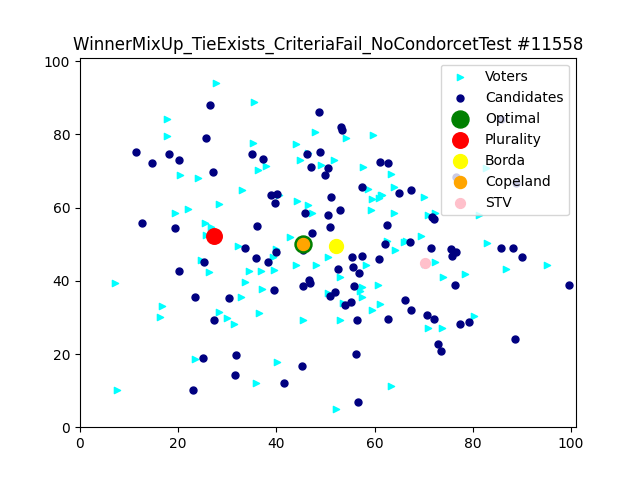 WinnerMixUp_TieExists_CriteriaFail_NoCondorcetTest #11558
100
80
60
40
20
0
0 20 40 60 80 100
Voters
Candidates
Optimal
Plurality
Borda
Copeland
STV